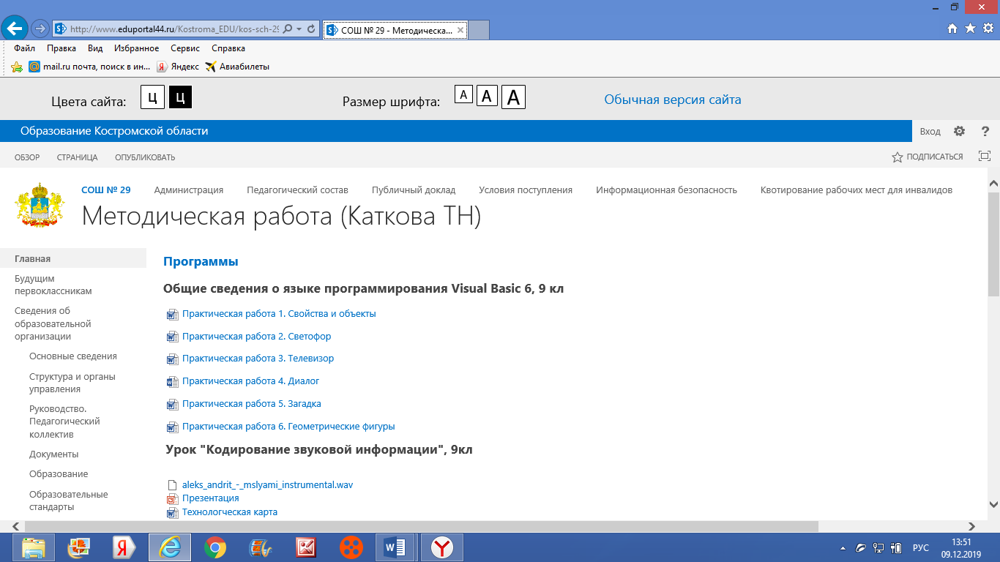 http://www.eduportal44.ru/Kostroma_EDU/kos-sch-29
СОШ № 29 - Методическа...
Файл Правка Вид Избранное Сервис Справка
mail.ru почта, поиск в ин... Яндекс Авиабилеты
Цвета сайта: Ц Ц Размер шрифта: А А А Обычная версия сайта
Образование Костромской области Вход ?
ОБЗОР СТРАНИЦА ОПУБЛИКОВАТЬ ПОДПИСАТЬСЯ
СОШ № 29 Администрация Педагогический состав Публичный доклад Условия поступления Информационная безопасность Квотирование рабочих мест для инвалидов
Методическая работа (Каткова ТН)
Главная
Будущим
первоклассникам
Сведения об
образовательной
организации
Основные сведения
Структура и органы
управления
Руководство.
Педагогический
коллектив
Документы
Образование
Образовательные
стандарты
Программы
Общие сведения о языке программирования Visual Basic 6, 9 кл
Практическая работа 1. Свойства и объекты
Практическая работа 2. Светофор
Практическая работа 3. Телевизор
Практическая работа 4. Диалог
Практическая работа 5. Загадка
Практическая работа 6. Геометрические фигуры
Урок "Кодирование звуковой информации", 9кл
aleks_andrit_-_mslyami_instrumental.wav
Презентация
Технологческая карта
РУС
13:51
09.12.2019